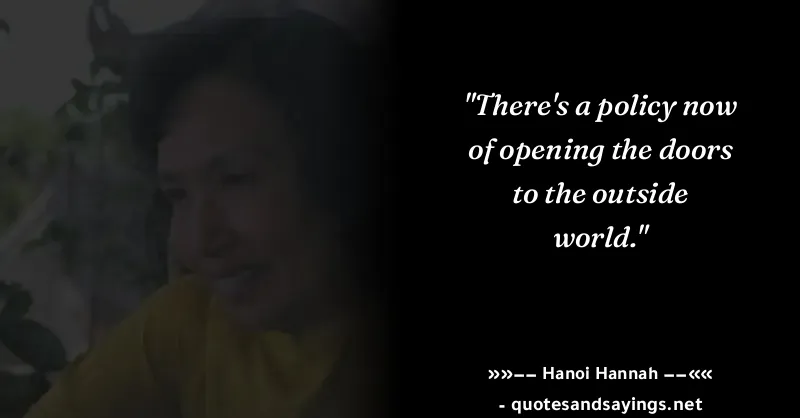 "There's a policy now
of opening the doors
to the outside
world."
»»−− Hanoi Hannah −−««
- quotesandsayings.net